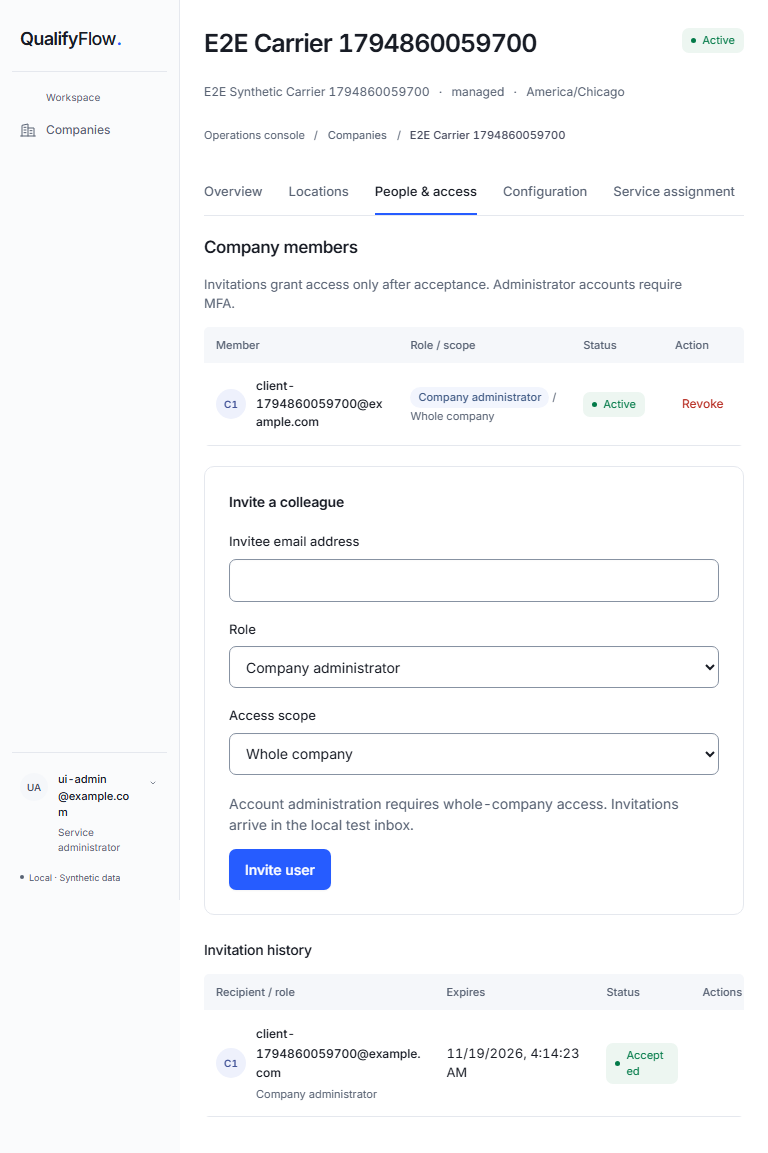 QualifyFlow.
Workspace
Companies
ui-admin
@example.co
m
UA
Service
administrator
Local · Synthetic data
E2E Carrier 1794860059700
Active
E2E Synthetic Carrier 1794860059700 · managed · America/Chicago
Operations console / Companies / E2E Carrier 1794860059700
Overview Locations People & access Configuration Service assignment
Company members
Invitations grant access only after acceptance. Administrator accounts require
MFA.
Member Role / scope Status Action
C1
client-
1794860059700@ex
ample.com
Company administrator /
Whole company
Active
Revoke
Invite a colleague
Invitee email address
Role
Company administrator
Access scope
Whole company
Account administration requires whole-company access. Invitations
arrive in the local test inbox.
Invite user
Invitation history
Recipient / role Expires Status Actions
C1
client-
1794860059700@example.
com
Company administrator
11/19/2026, 4:14:23
AM
Accept
ed